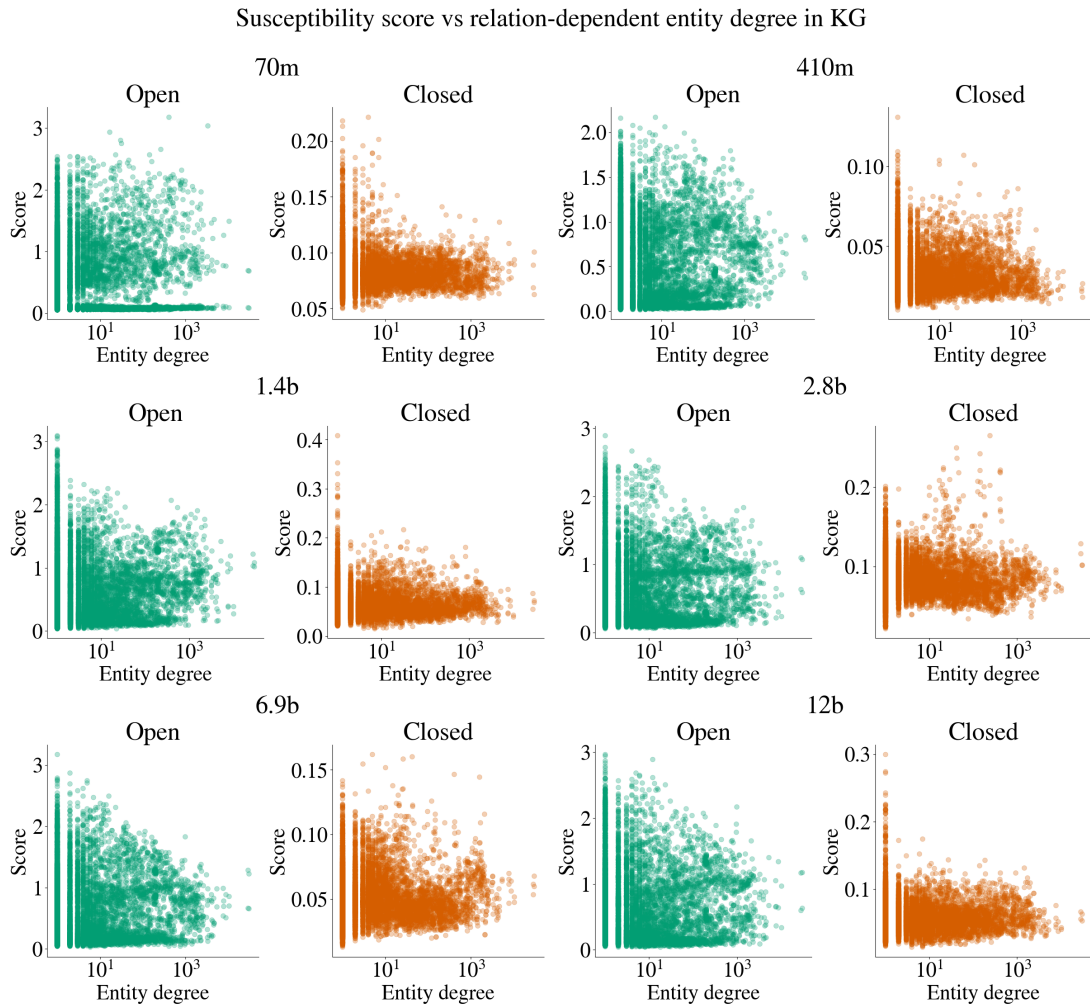 Susceptibility score vs relation-dependent entity degree in KG
70m
410m
Open
Closed
Open
Closed
Score
3
2
1
0
Score
0.20
0.15
0.10
0.05
Score
2.0
1.5
1.0
0.5
0.0
Score
0.10
0.05
10^1 10^3
10^1 10^3
10^1 10^3
10^1 10^3
Entity degree
Entity degree
Entity degree
Entity degree
1.4b
2.8b
Open
Closed
Open
Closed
Score
3
2
1
0
Score
0.4
0.3
0.2
0.1
0.0
Score
3
2
1
0
Score
0.2
0.1
10^1 10^3
10^1 10^3
10^1 10^3
10^1 10^3
Entity degree
Entity degree
Entity degree
Entity degree
6.9b
12b
Open
Closed
Open
Closed
Score
3
2
1
0
Score
0.15
0.10
0.05
Score
3
2
1
0
Score
0.3
0.2
0.1
10^1 10^3
10^1 10^3
10^1 10^3
10^1 10^3
Entity degree
Entity degree
Entity degree
Entity degree